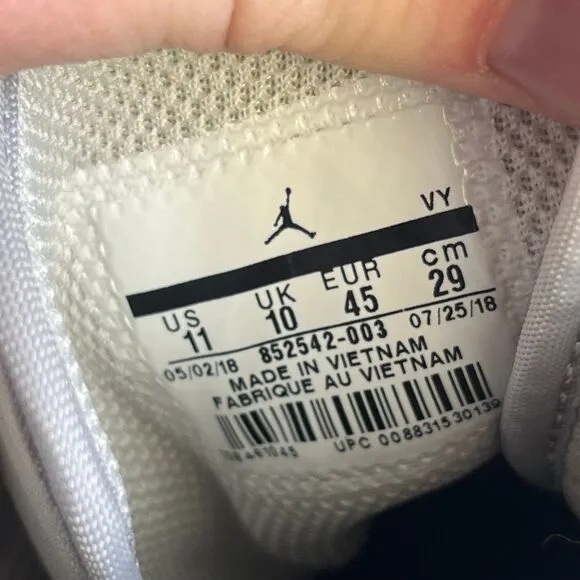 VY
US UK EUR cm
11 10 45 29
05/02/18 852542-003 07/25/18
MADE IN VIETNAM
FABRIQUE AU VIETNAM
UPC 00883153013